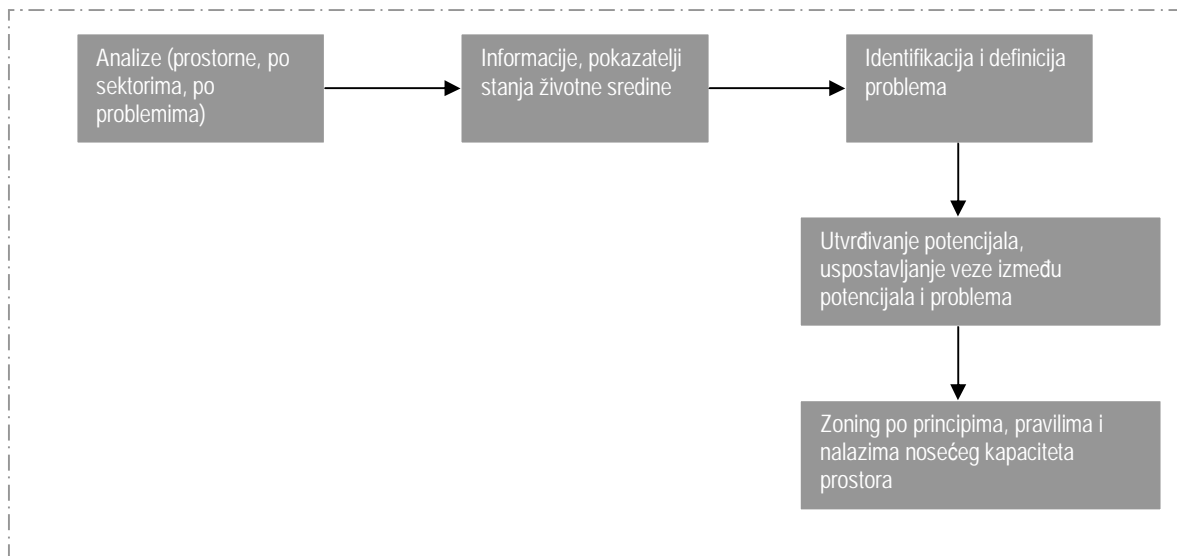 Analize (prostorne, po
sektorima, po
problemima)
Informacije, pokazatelji
stanja životne sredine
Identifikacija i definicija
problema
Utvrđivanje potencijala,
uspostavljanje veze između
potencijala i problema
Zoning po principima, pravilima i
nalazima nosećeg kapaciteta
prostora